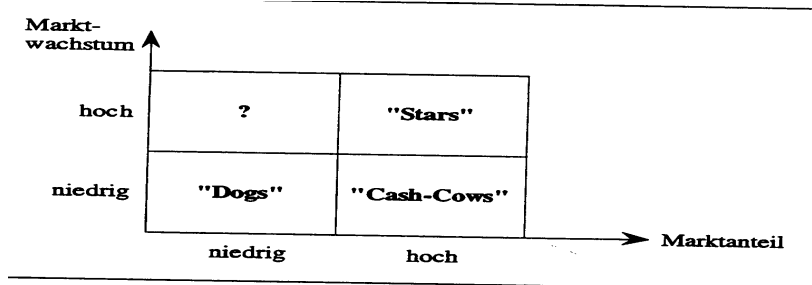 Markt-
wachstum
hoch
?
"Stars"
niedrig
"Dogs"
"Cash-Cows"
Marktanteil
niedrig
hoch